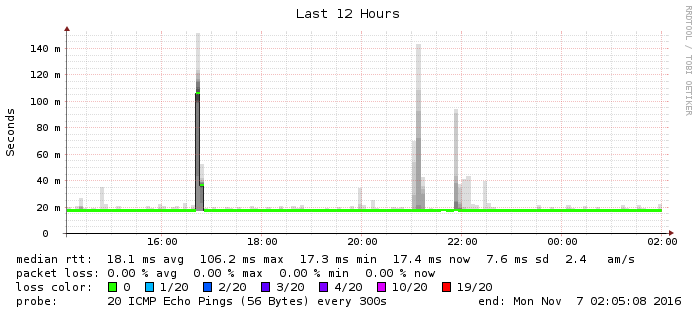 Last 12 Hours
RRDTOOL / TOBI OETIKER
Seconds
140 m
120 m
100 m
80 m
60 m
40 m
20 m
0
16:00 18:00 20:00 22:00 00:00 02:00
median rtt: 18.1 ms avg 106.2 ms max 17.3 ms min 17.4 ms now 7.6 ms sd 2.4 am/s
packet loss: 0.00 % avg 0.00 % max 0.00 % min 0.00 % now
loss color: 0 1/20 2/20 3/20 4/20 10/20 19/20
probe: 20 ICMP Echo Pings (56 Bytes) every 300s end: Mon Nov 7 02:05:08 2016